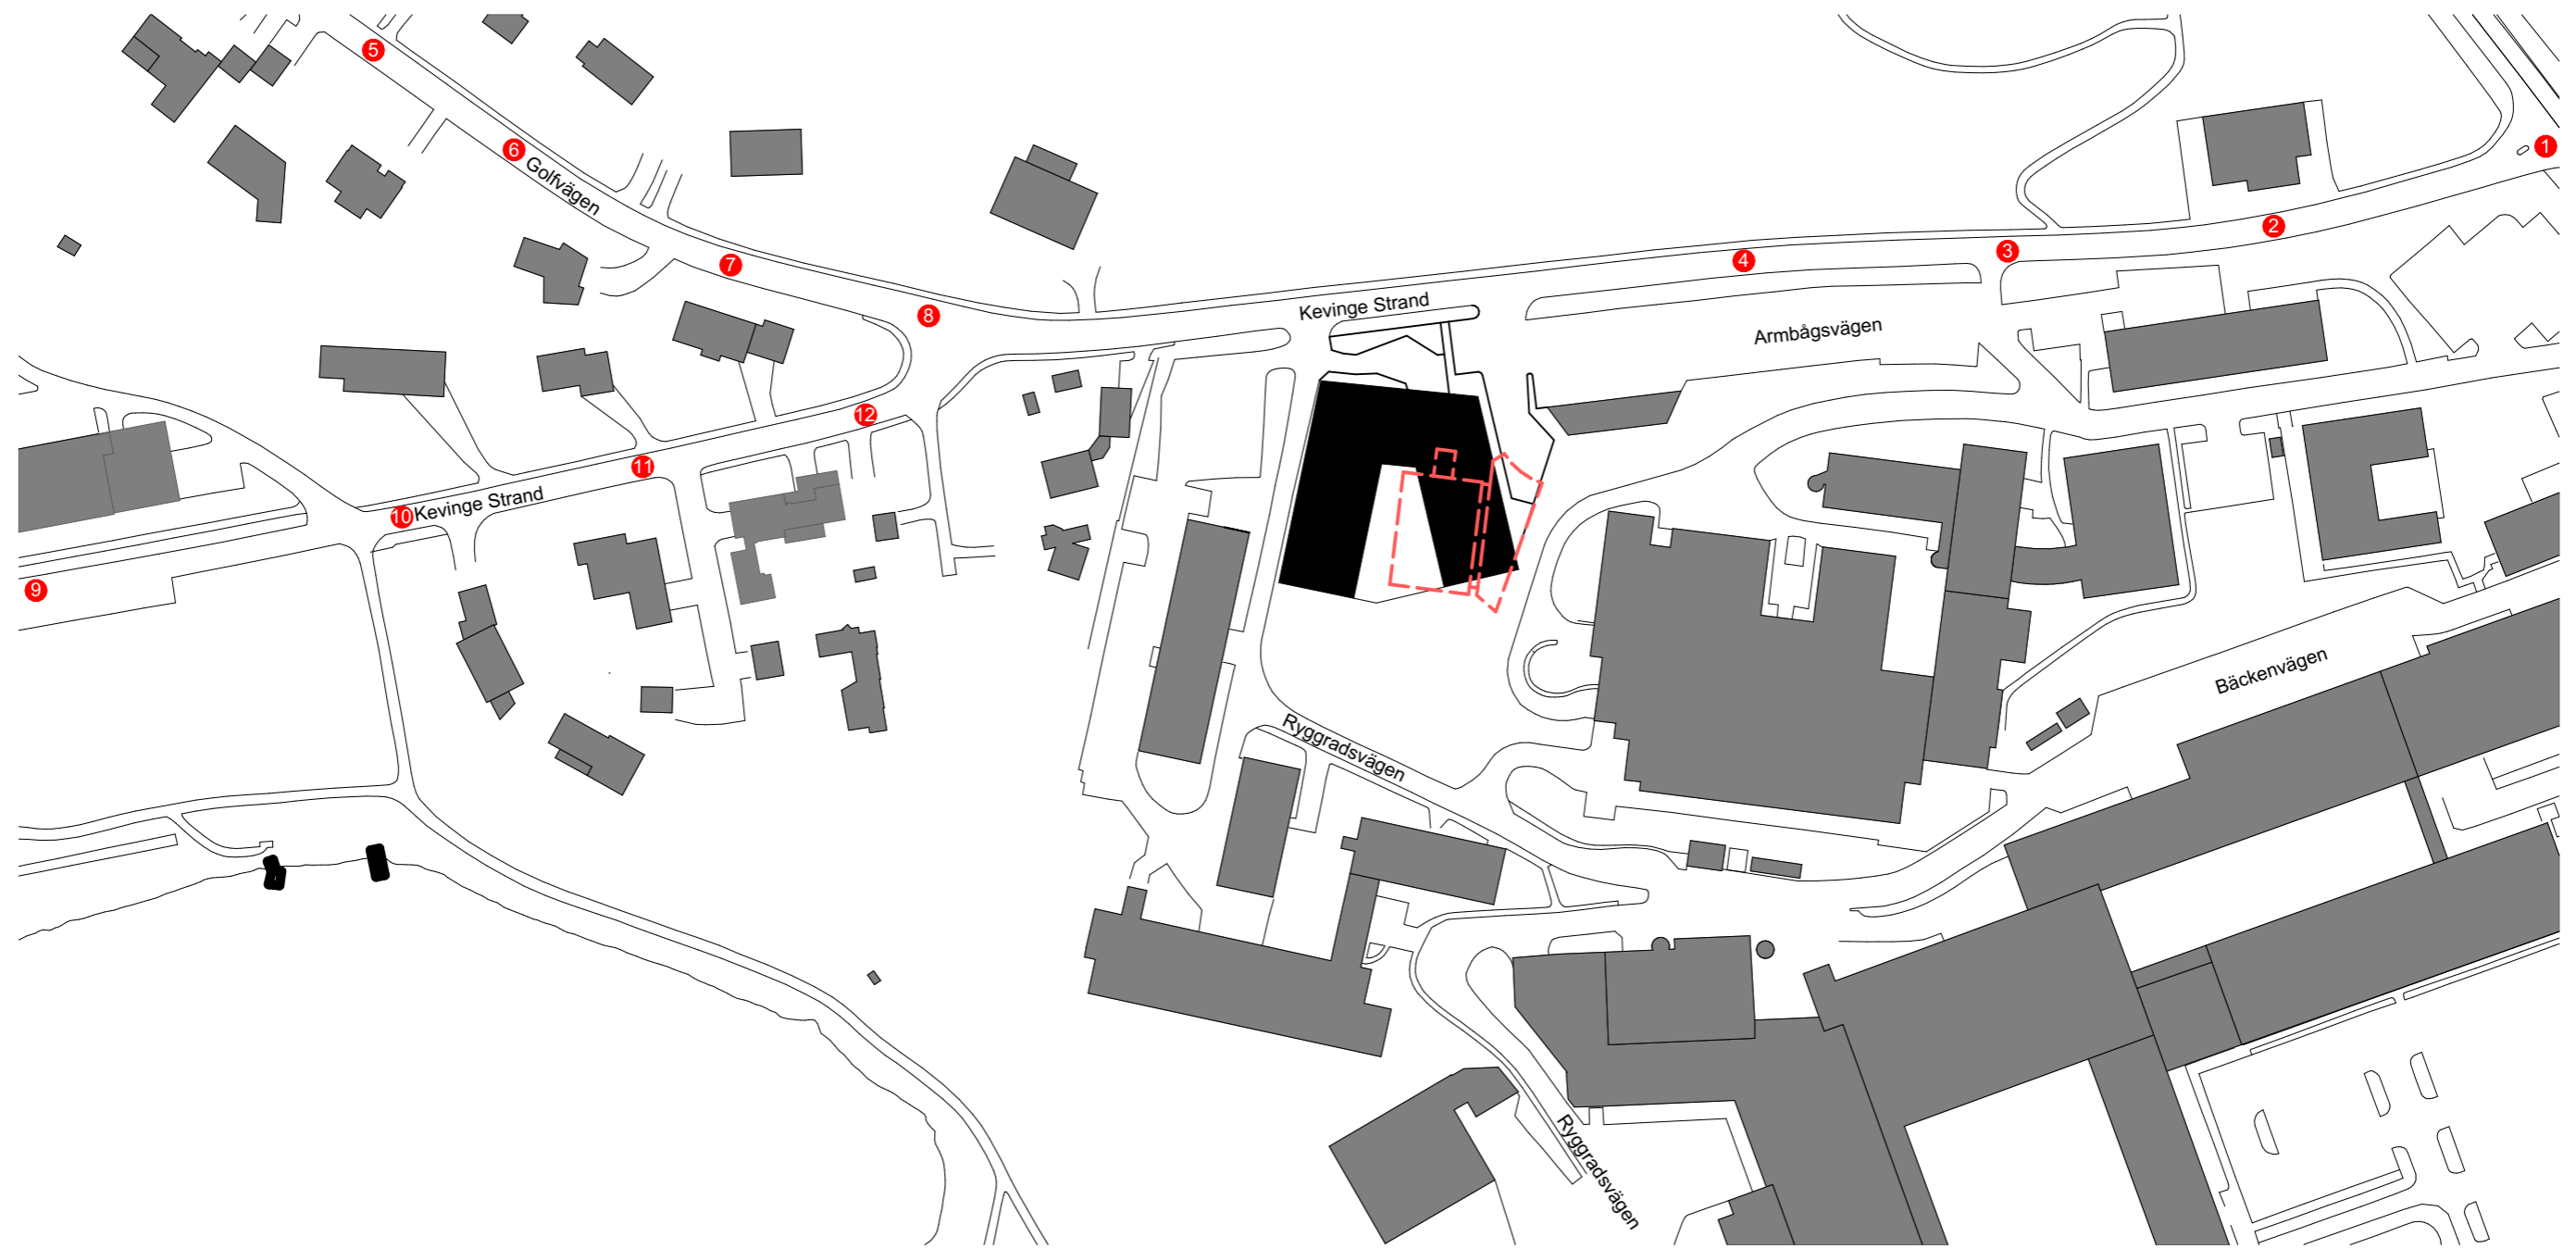 5
1
6
Golfvägen
2
3
4
7
8
Kevinge Strand
Armbågsvägen
12
11
10
Kevinge Strand
9
Bäckenvägen
Ryggradsvägen
Ryggradsvägen